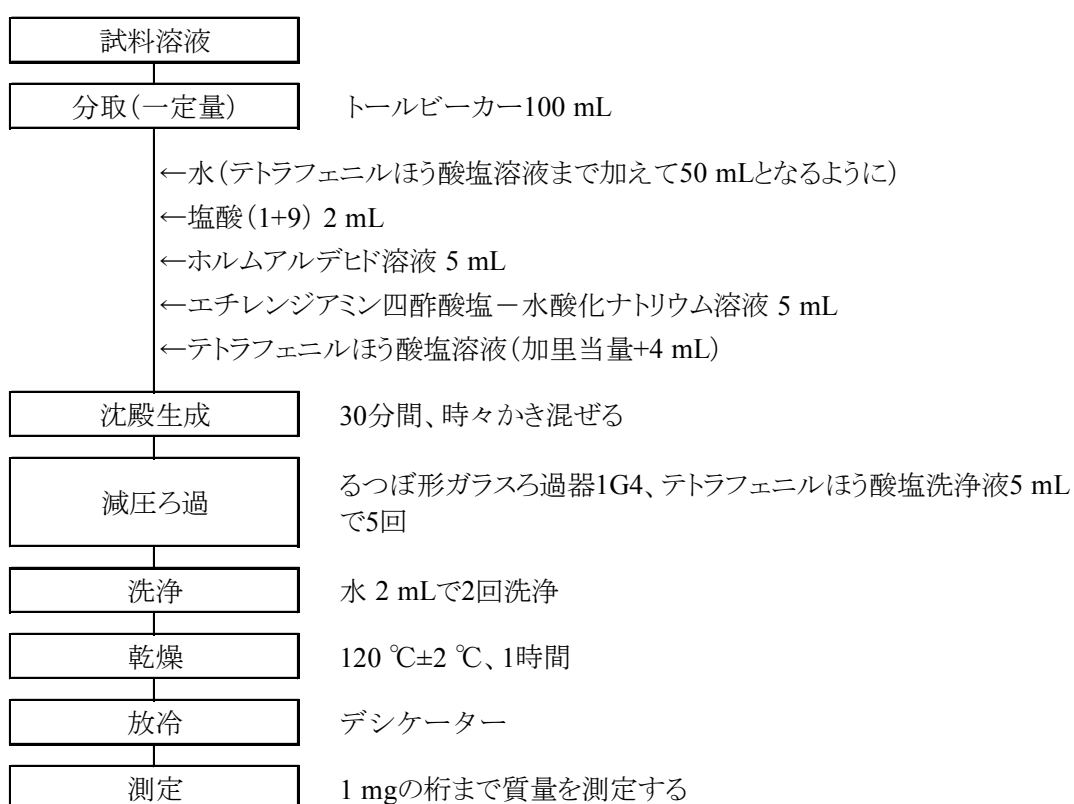 試料溶液
分取(一定量) トールビーカー100 mL
←水(テトラフェニルほう酸塩溶液まで加えて50 mLとなるように)
←塩酸(1+9) 2 mL
←ホルムアルデヒド溶液 5 mL
←エチレンジアミン四酢酸塩-水酸化ナトリウム溶液 5 mL
←テトラフェニルほう酸塩溶液(加里当量+4 mL)
沈殿生成 30分間、時々かき混ぜる
減圧ろ過 るつぼ形ガラスろ過器1G4、テトラフェニルほう酸塩洗浄液5 mL
で5回
洗浄 水 2 mLで2回洗浄
乾燥 120 ℃±2 ℃、1時間
放冷 デシケーター
測定 1 mgの桁まで質量を測定する